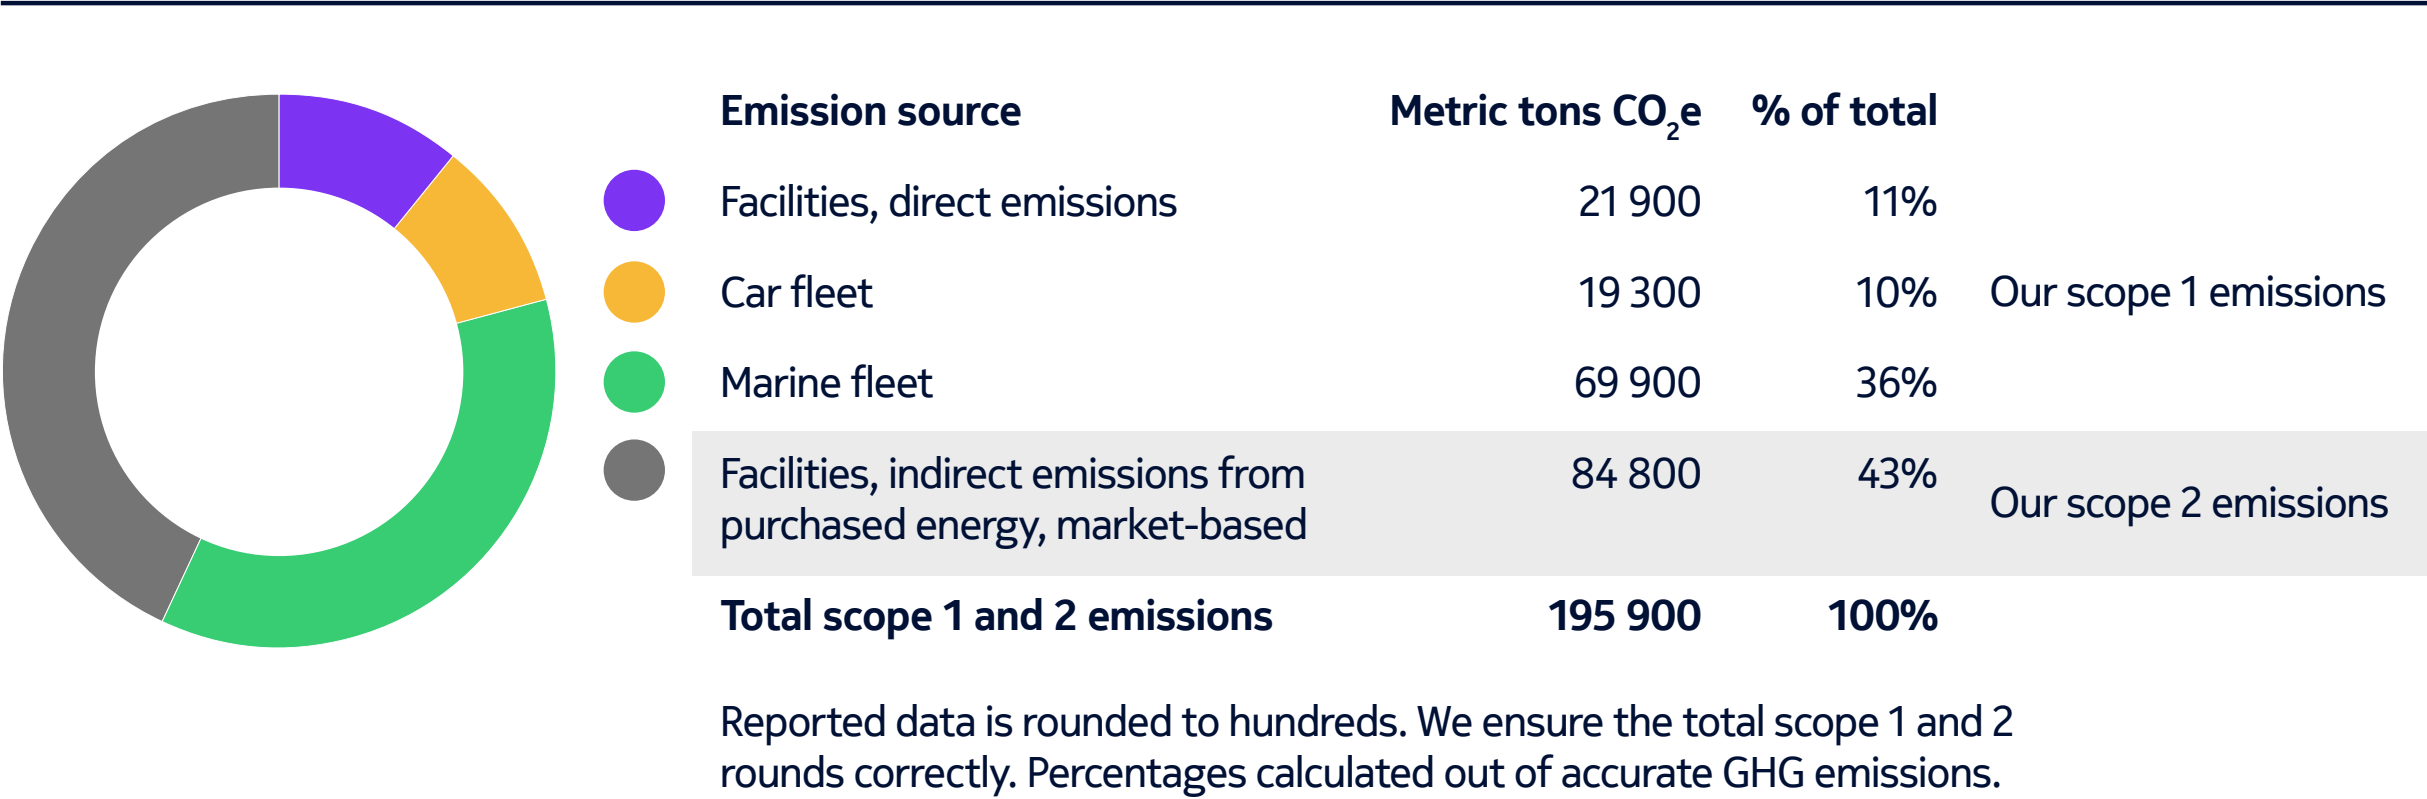 Emission source Metric tons CO₂e % of total
Facilities, direct emissions 21 900 11%
Car fleet 19 300 10% Our scope 1 emissions
Marine fleet 69 900 36%
Facilities, indirect emissions from 84 800 43%
purchased energy, market-based Our scope 2 emissions
Total scope 1 and 2 emissions 195 900 100%
Reported data is rounded to hundreds. We ensure the total scope 1 and 2
rounds correctly. Percentages calculated out of accurate GHG emissions.